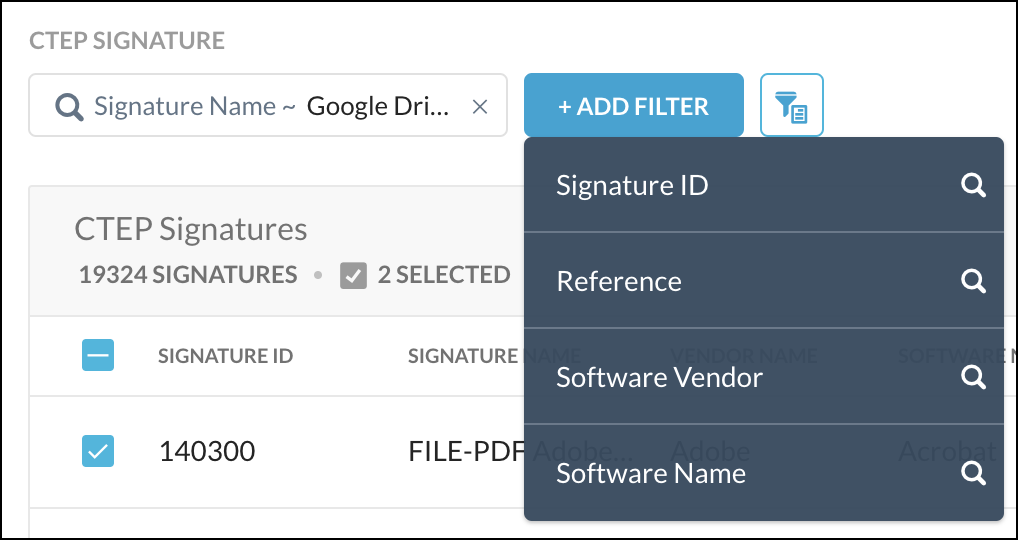 CTEP SIGNATURE
Signature Name ~ Google Dri...
+ ADD FILTER
Signature ID
CTEP Signatures
19324 SIGNATURES • 2 SELECTED
Reference
SIGNATURE ID SIGNATURE NAME VENDOR NAME SOFTWARE N
Software Vendor
140300 FILE-PDF Adobe... Adobe Acrobat
Software Name